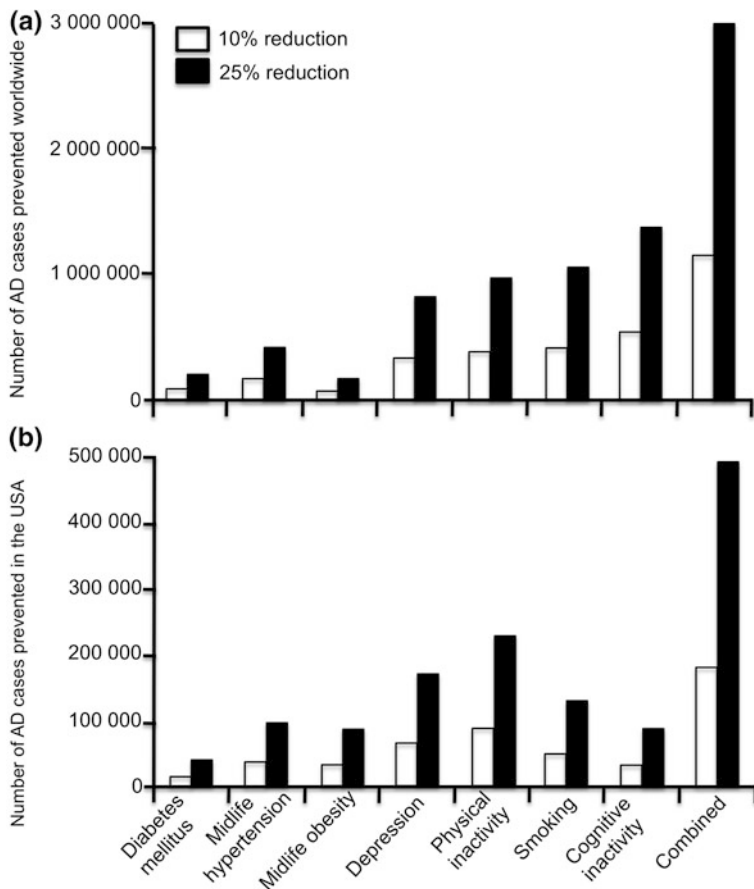 (a)
3 000 000
2 000 000
1 000 000
0
Number of AD cases prevented worldwide
10% reduction
25% reduction
(b)
500 000
400 000
300 000
200 000
100 000
0
Number of AD cases prevented in the USA
Diabetes
mellitus
Midlife
hypertension
Midlife obesity
Depression
Physical
inactivity
Smoking
Cognitive
inactivity
Combined